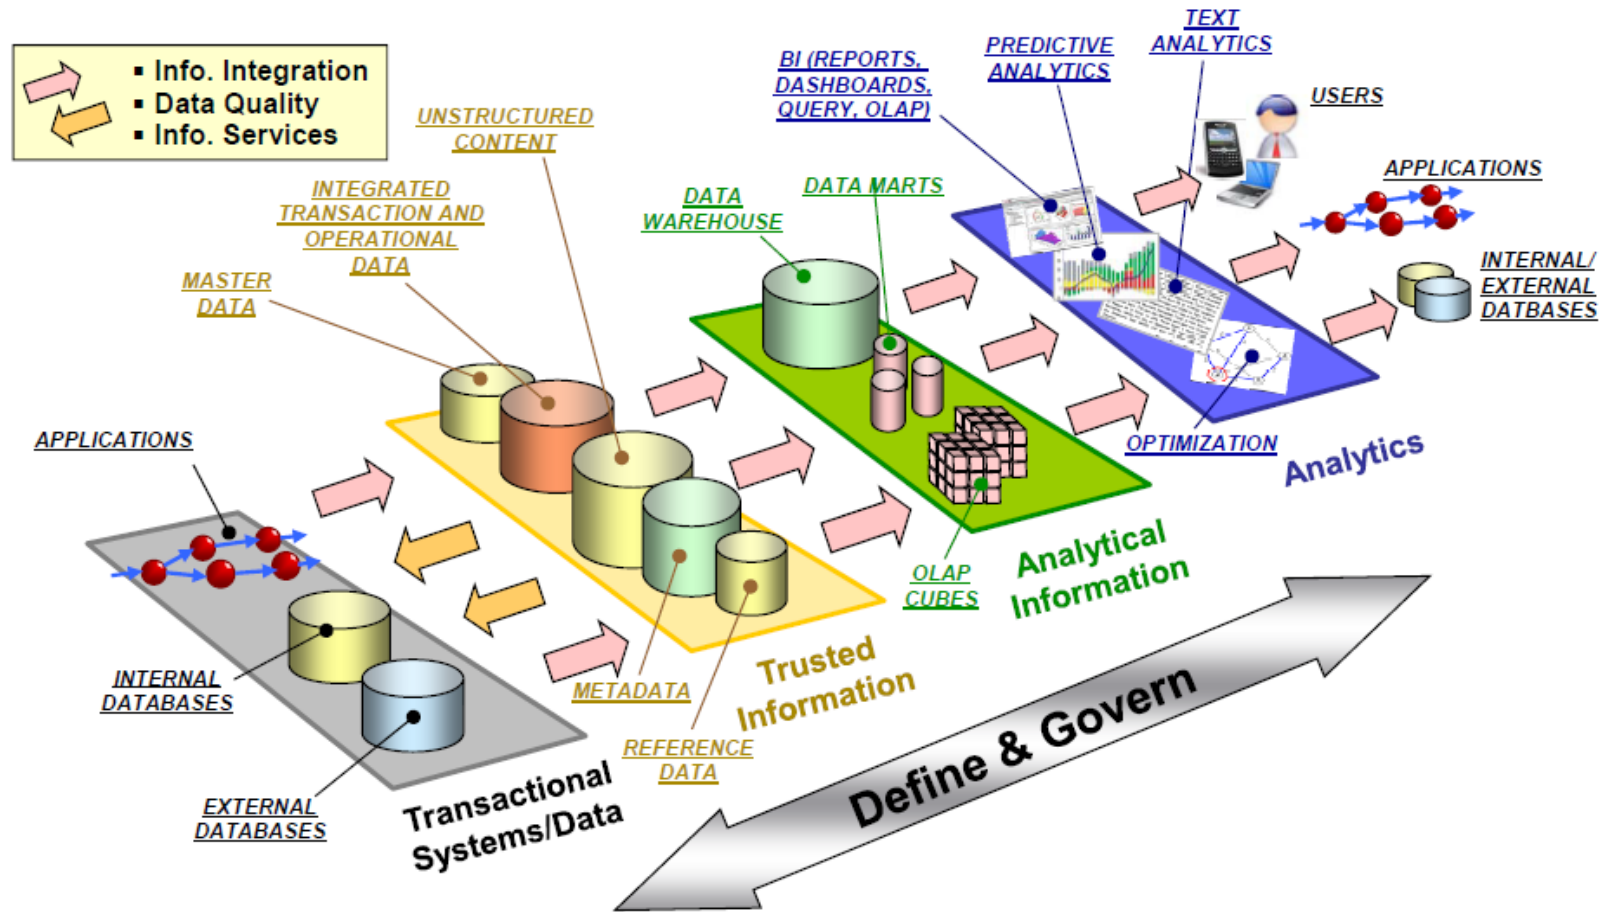 ▪ Info. Integration
▪ Data Quality
▪ Info. Services
UNSTRUCTURED
CONTENT
INTEGRATED
TRANSACTION AND
OPERATIONAL
DATA
MASTER
DATA
APPLICATIONS
INTERNAL
DATABASES
EXTERNAL
DATABASES
Transactional
Systems/Data
METADATA
REFERENCE
DATA
Trusted
Information
DATA
WAREHOUSE
DATA MARTS
OLAP
CUBES
Analytical
Information
BI (REPORTS,
DASHBOARDS,
QUERY, OLAP)
PREDICTIVE
ANALYTICS
TEXT
ANALYTICS
OPTIMIZATION
Analytics
USERS
APPLICATIONS
INTERNAL/
EXTERNAL
DATBASES
Define & Govern